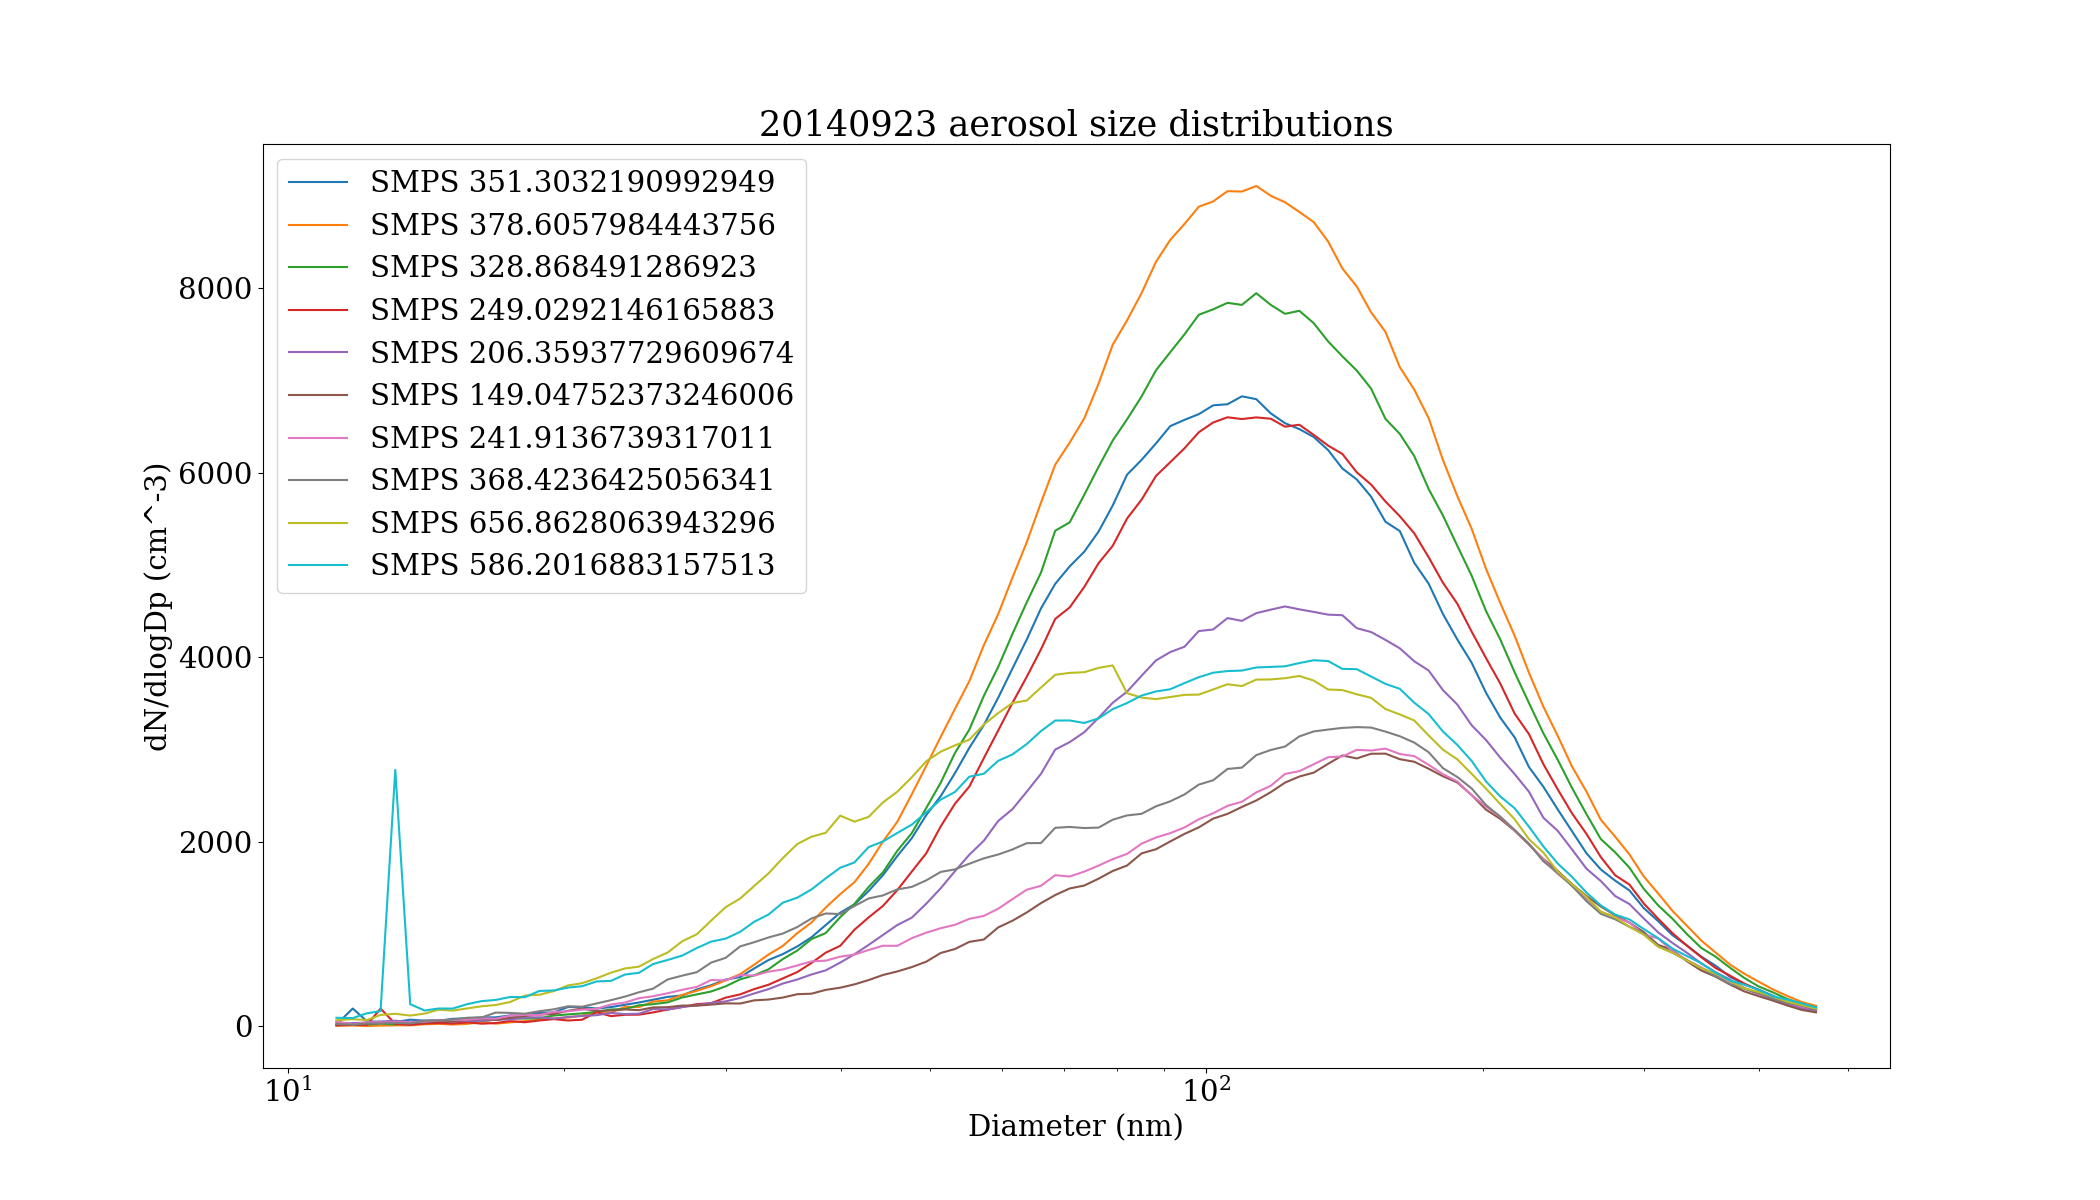 20140923 aerosol size distributions
SMPS 351.3032190992949
SMPS 378.6057984443756
SMPS 328.868491286923
SMPS 249.0292146165883
SMPS 206.35937729609674
SMPS 149.04752373246006
SMPS 241.9136739317011
SMPS 368.4236425056341
SMPS 656.8628063943296
SMPS 586.2016883157513
dN/dlogDp (cm^-3)
8000
6000
4000
2000
0
10¹ 10²
Diameter (nm)